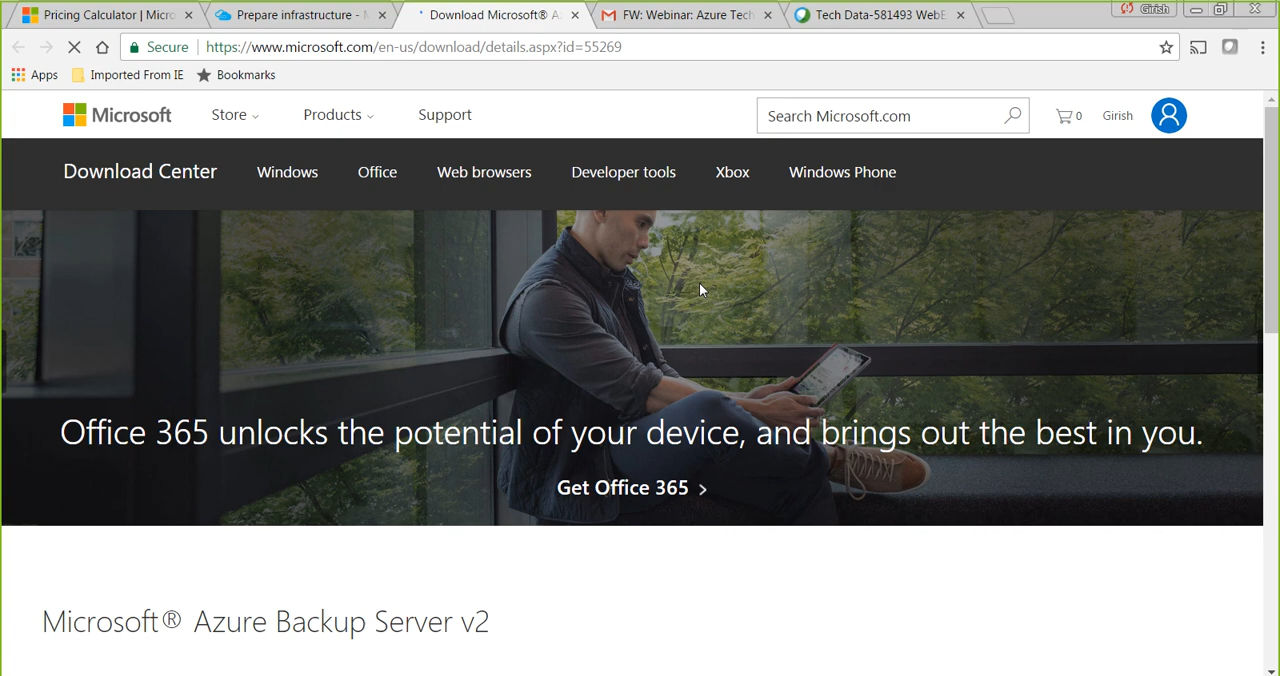 Pricing Calculator | Micro
Prepare infrastructure - M
Download Microsoft® A
FW: Webinar: Azure Tech
Tech Data-581493 WebE
Girish
Secure
https://www.microsoft.com/en-us/download/details.aspx?id=55269
Apps
Imported From IE
Bookmarks
Microsoft
Store
Products
Support
Search Microsoft.com
0
Girish
Download Center
Windows
Office
Web browsers
Developer tools
Xbox
Windows Phone
Office 365 unlocks the potential of your device, and brings out the best in you.
Get Office 365 >
Microsoft® Azure Backup Server v2